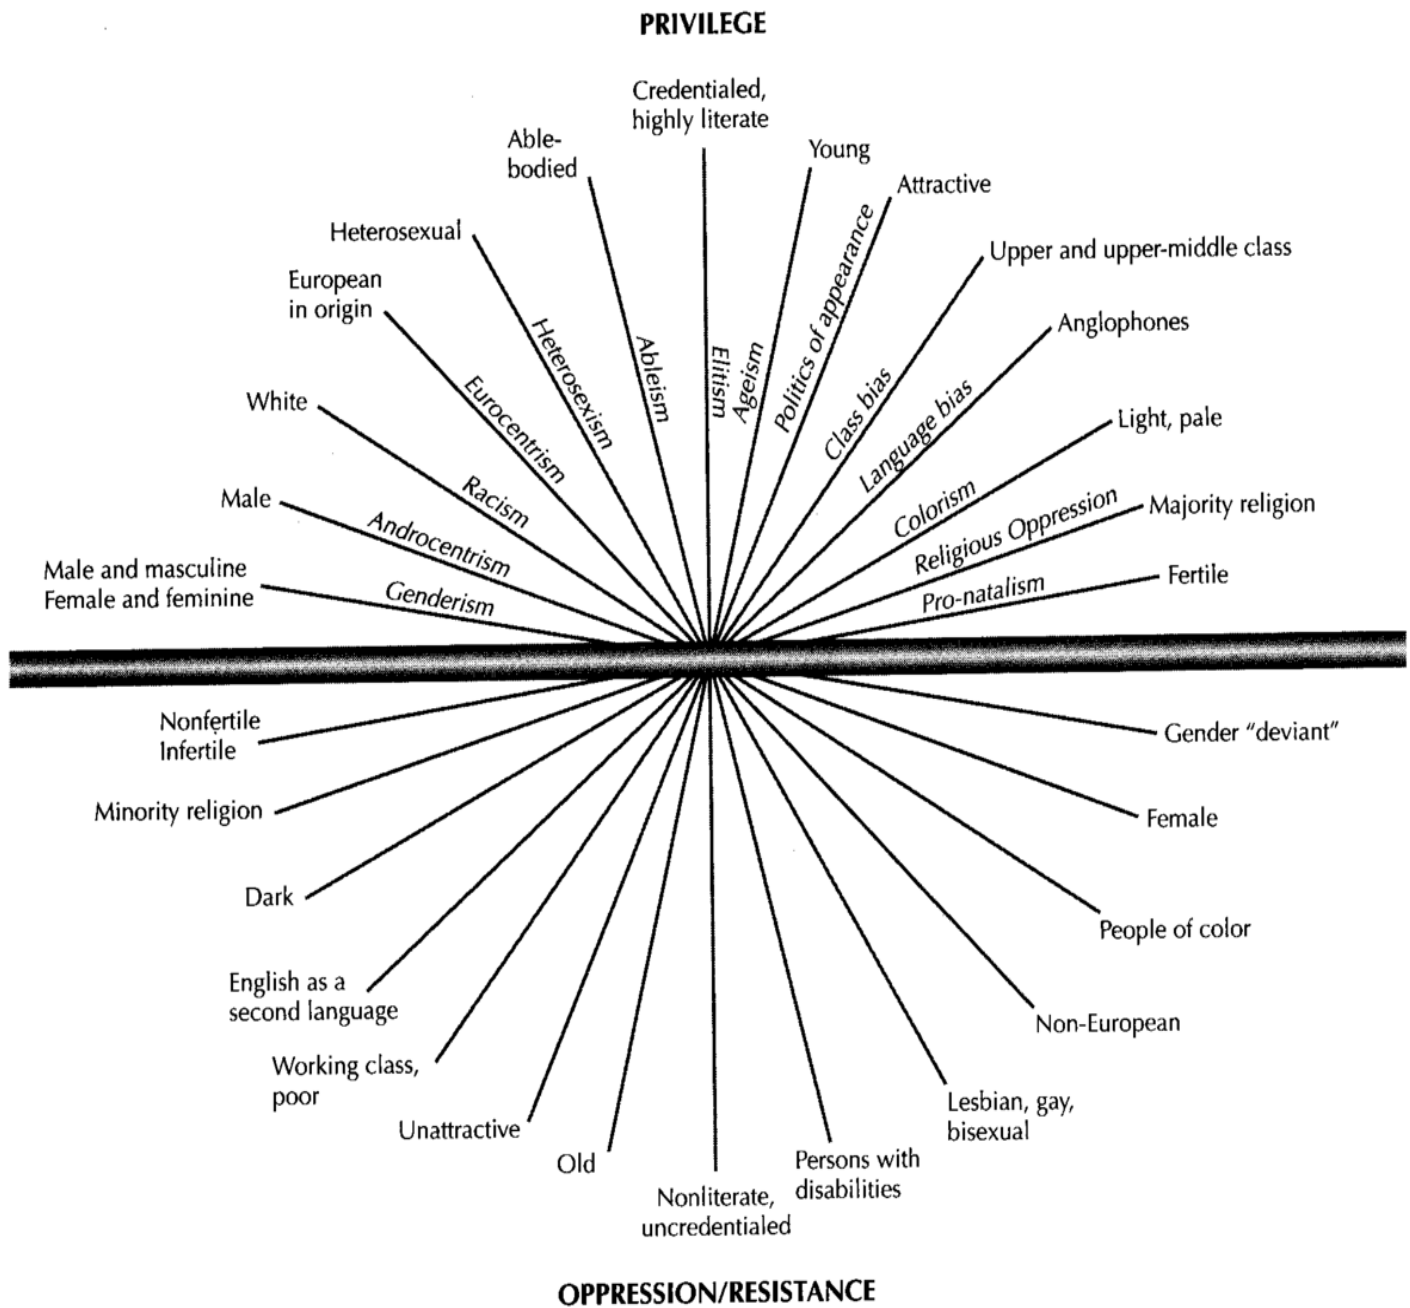 PRIVILEGE
Credentialed,
highly literate
Able-
bodied
Young
Attractive
Heterosexual
Upper and upper-middle class
European
in origin
Anglophones
White
Light, pale
Male
Majority religion
Male and masculine
Female and feminine
Fertile
Genderism
Androcentrism
Racism
Eurocentrism
Heterosexism
Ableism
Elitism
Ageism
Politics of appearance
Class bias
Language bias
Colorism
Religious Oppression
Pro-natalism
Nonfertile
Infertile
Gender “deviant”
Minority religion
Female
Dark
People of color
English as a
second language
Non-European
Working class,
poor
Lesbian, gay,
bisexual
Unattractive
Old
Persons with
disabilities
Nonliterate,
uncredentialed
OPPRESSION/RESISTANCE